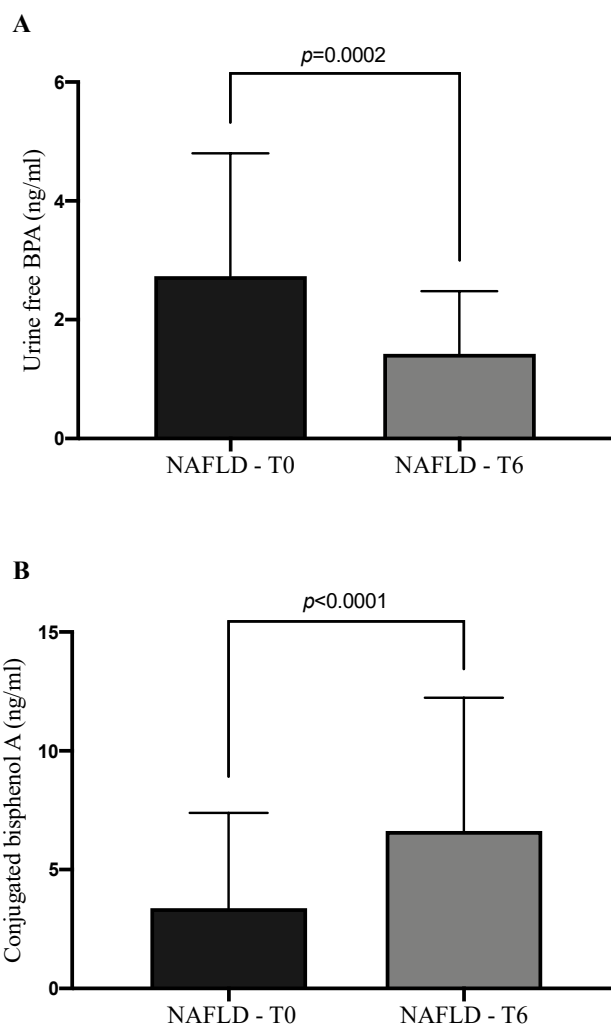 A
p=0.0002
6
4
2
0
Urine free BPA (ng/ml)
NAFLD - T0 NAFLD - T6
B
p<0.0001
15
10
5
0
Conjugated bisphenol A (ng/ml)
NAFLD - T0 NAFLD - T6